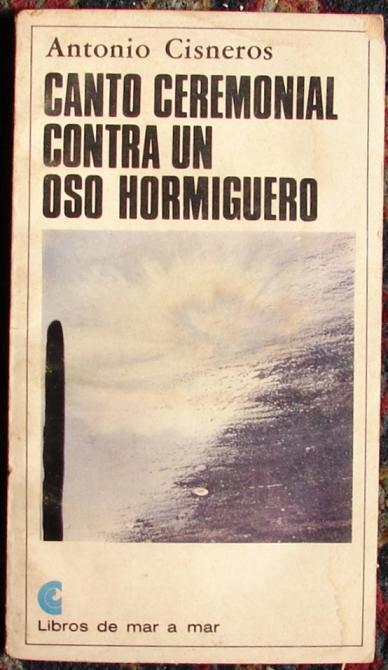 Antonio Cisneros
CANTO CEREMONIAL
CONTRA UN
OSO HORMIGUERO
Libros de mar a mar